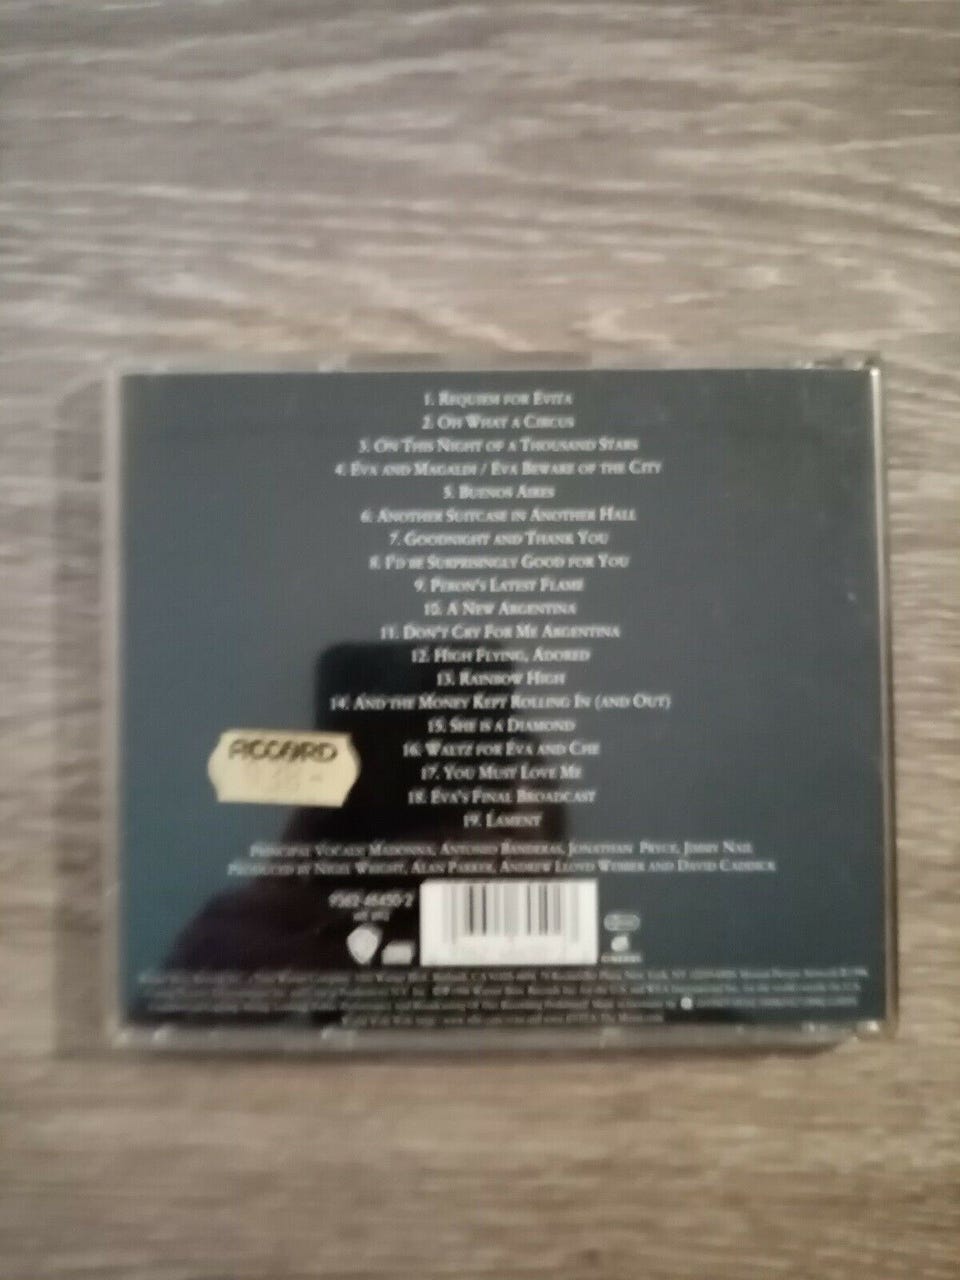 1. Requiem for Evita
2. Oh What a Circus
3. On This Night of a Thousand Stars
4. Eva and Magaldi / Eva Beware of the City
5. Buenos Aires
6. Another Suitcase in Another Hall
7. Goodnight and Thank You
8. I'd be Surprisingly Good for You
9. Peron's Latest Flame
10. A New Argentina
11. Don't Cry For Me Argentina
12. High Flying, Adored
13. Rainbow High
14. And the Money Kept Rolling In (and Out)
15. She is a Diamond
16. Waltz for Eva and Che
17. You Must Love Me
18. Eva's Final Broadcast
19. Lament
ACCORD
Principal Vocals: Madonna, Antonio Banderas, Jonathan Pryce, Jimmy Nail
Produced by Nigel Wright, Alan Parker, Andrew Lloyd Webber and David Caddick
9362-46450-2